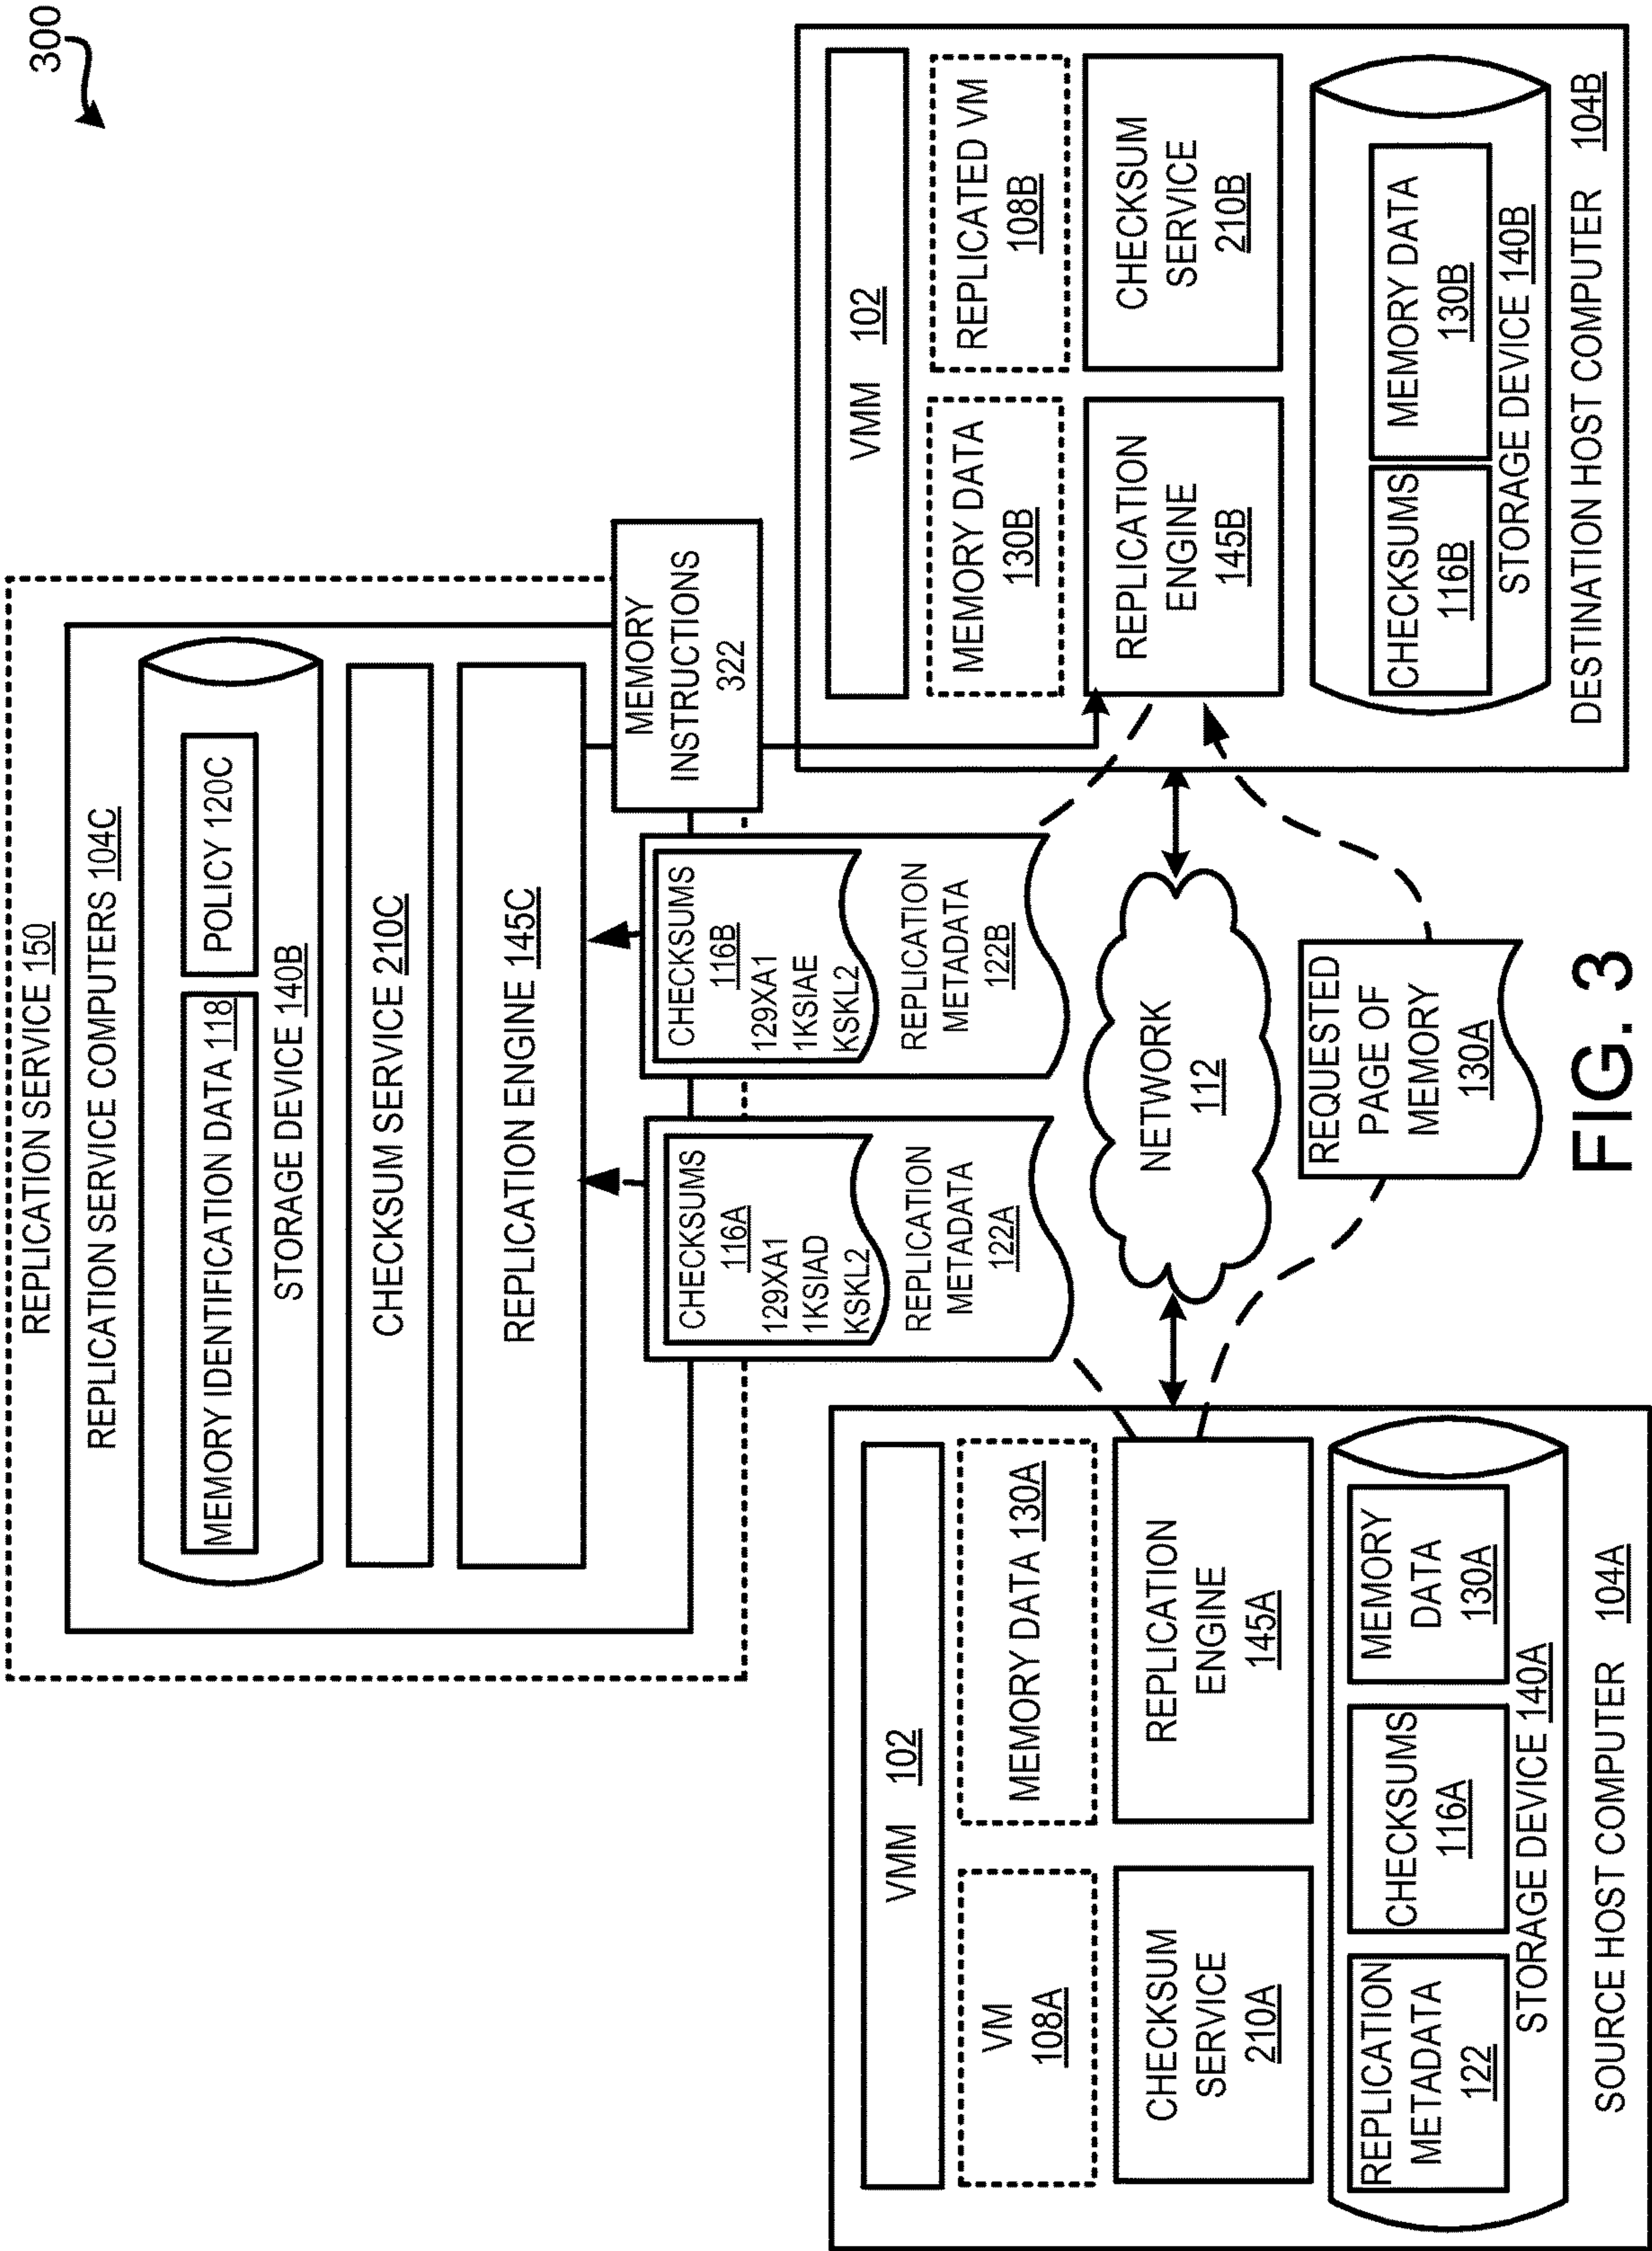 300
REPLICATION SERVICE 150
REPLICATION SERVICE COMPUTERS 104C
MEMORY IDENTIFICATION DATA 118
POLICY 120C
STORAGE DEVICE 140B
CHECKSUM SERVICE 210C
REPLICATION ENGINE 145C
MEMORY
INSTRUCTIONS
322
CHECKSUMS
116A
129XA1
1KSIAD
KSKL2
REPLICATION
METADATA
122A
CHECKSUMS
116B
129XA1
1KSIAE
KSKL2
REPLICATION
METADATA
122B
VMM 102
VM
108A
MEMORY DATA 130A
CHECKSUM
SERVICE
210A
REPLICATION
ENGINE
145A
REPLICATION
METADATA
122
CHECKSUMS
116A
MEMORY
DATA
130A
STORAGE DEVICE 140A
SOURCE HOST COMPUTER 104A
NETWORK
112
REQUESTED
PAGE OF
MEMORY
130A
VMM 102
MEMORY DATA
130B
REPLICATED VM
108B
REPLICATION
ENGINE
145B
CHECKSUM
SERVICE
210B
CHECKSUMS
116B
MEMORY DATA
130B
STORAGE DEVICE 140B
DESTINATION HOST COMPUTER 104B
FIG. 3